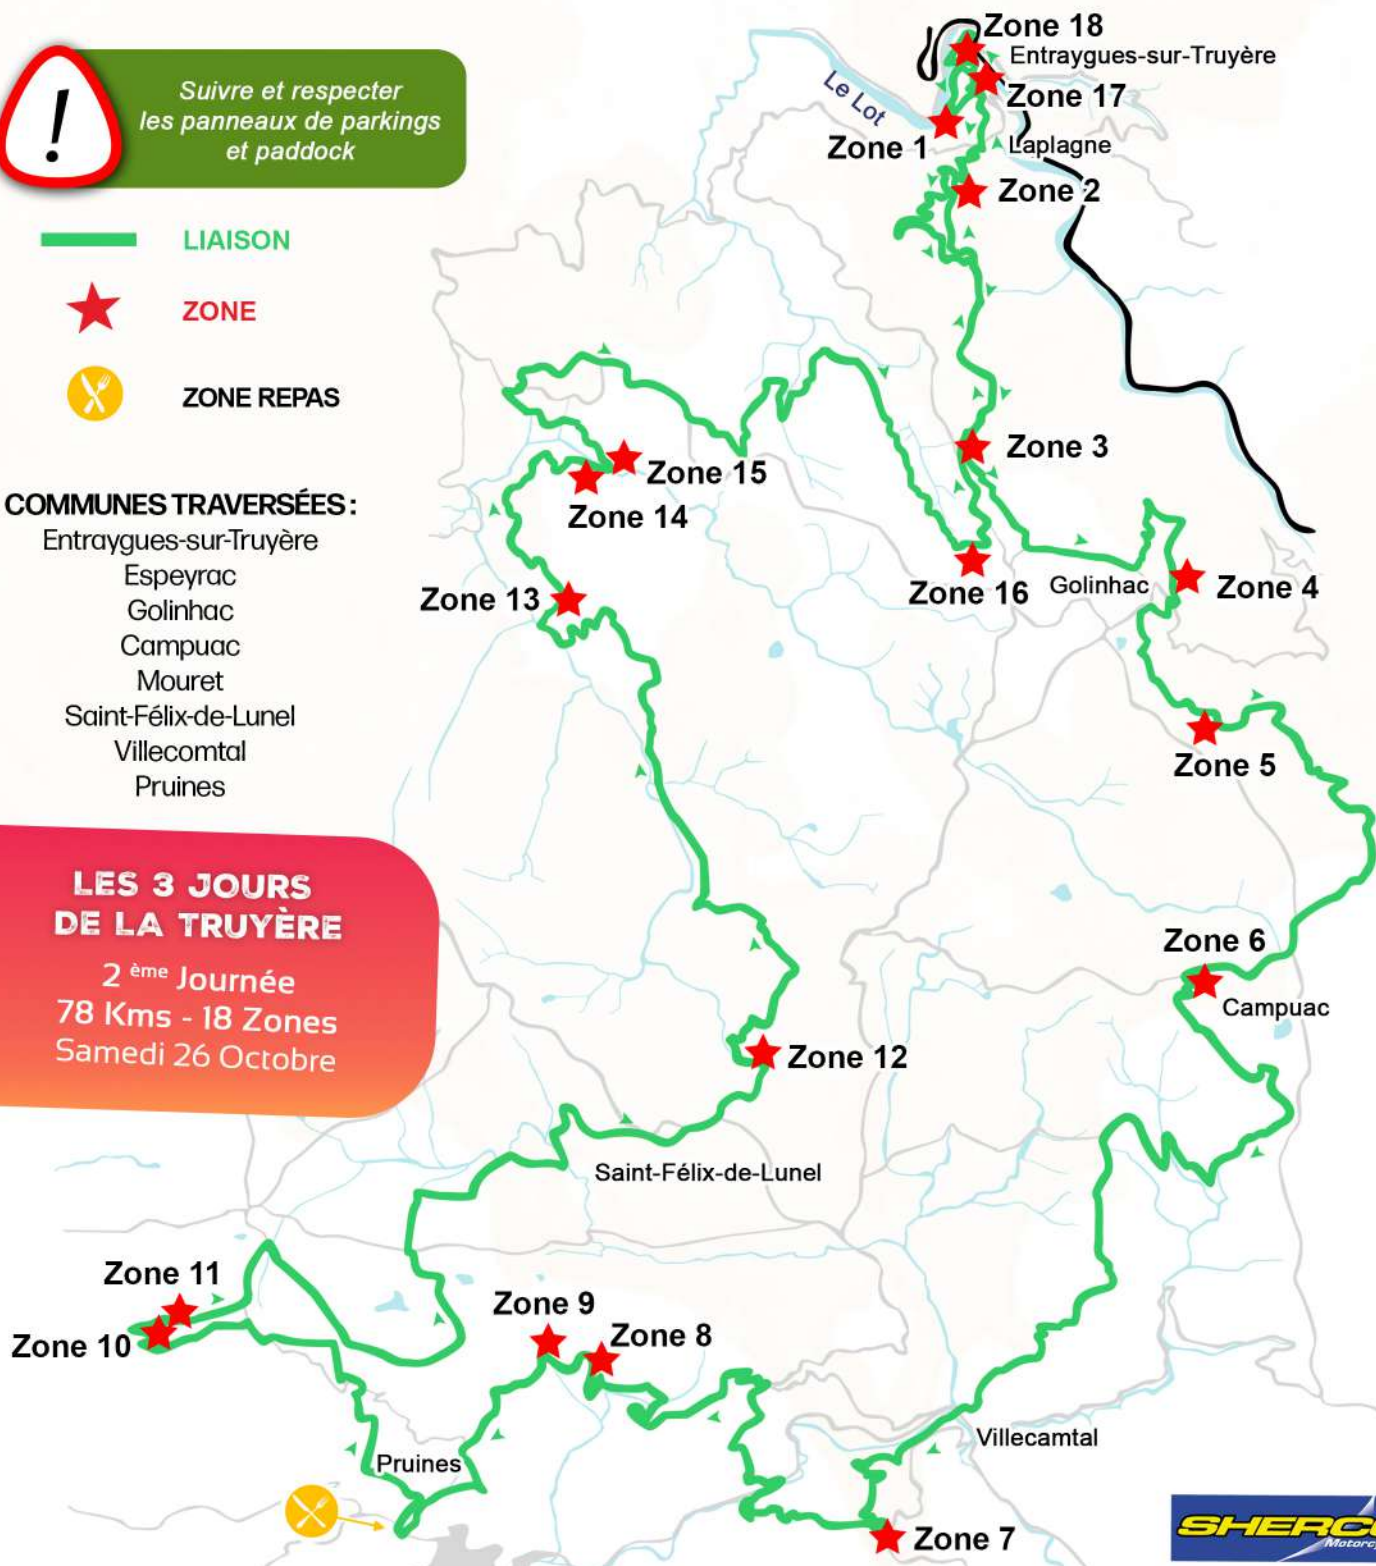 !
Suivre et respecter
les panneaux de parkings
et paddock
LIAISON
ZONE
ZONE REPAS
COMMUNES TRAVERSÉES :
Entraygues-sur-Truyère
Espeyrac
Golinhac
Campuac
Mouret
Saint-Félix-de-Lunel
Villecomtal
Pruines
LES 3 JOURS
DE LA TRUYÈRE
2 ème Journée
78 Kms - 18 Zones
Samedi 26 Octobre
Zone 18
Entraygues-sur-Truyère
Le Lot
Zone 17
Zone 1
Laplagne
Zone 2
Zone 3
Zone 15
Zone 14
Zone 13
Zone 16
Golinhac
Zone 4
Zone 5
Zone 6
Campuac
Zone 12
Saint-Félix-de-Lunel
Zone 11
Zone 10
Zone 9
Zone 8
Pruines
Villecamtal
Zone 7